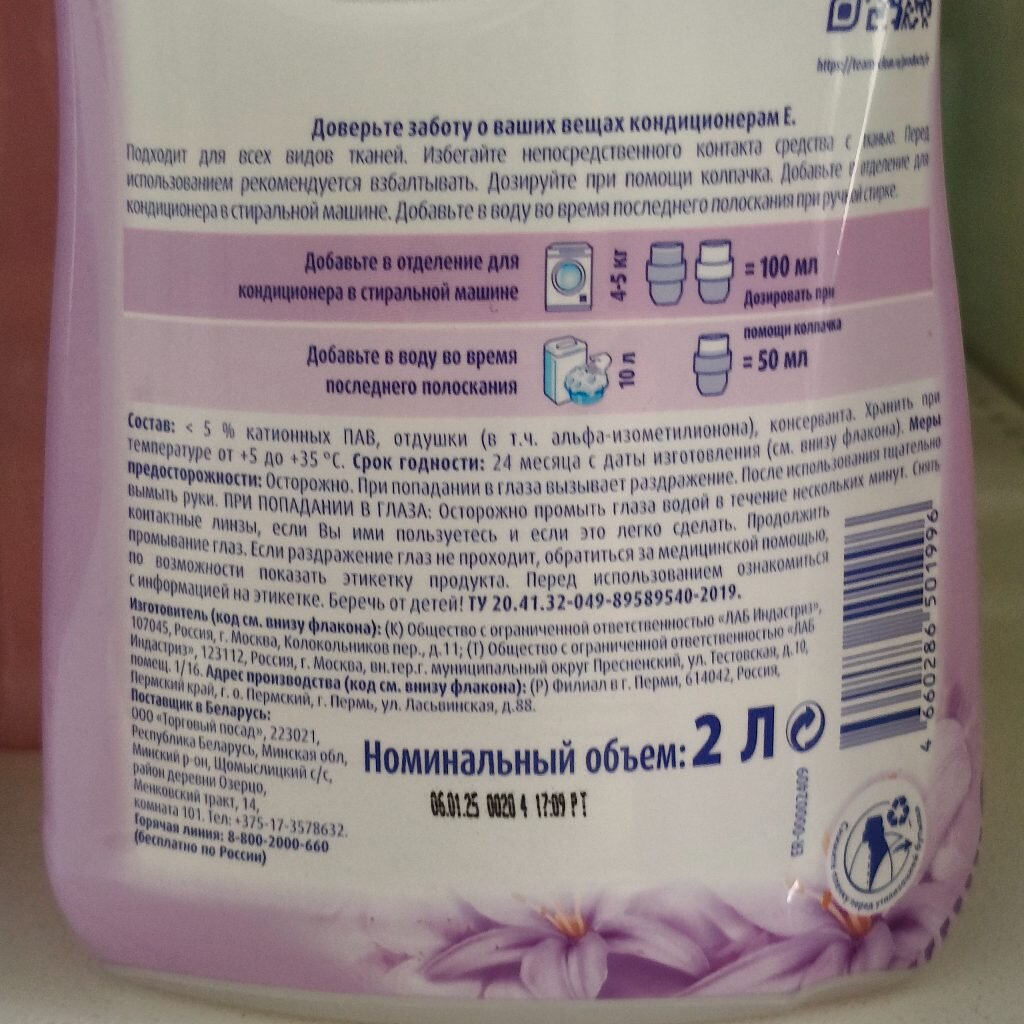 Доверьте заботу о ваших вещах кондиционерам E.
Подходит для всех видов тканей. Избегайте непосредственного контакта средства с тканью. Перед
использованием рекомендуется взбалтывать. Дозируйте при помощи колпачка. Добавьте в отделение для
кондиционера в стиральной машине. Добавьте в воду во время последнего полоскания при ручной стирке.
Добавьте в отделение для
кондиционера в стиральной машине
4-5 кг
= 100 мл
Дозировать при
помощи колпачка
Добавьте в воду во время
последнего полоскания
10 л
= 50 мл
Состав: < 5 % катионных ПАВ, отдушки (в т.ч. альфа-изометилионона), консерванта. Хранить при
температуре от +5 до +35 °С. Срок годности: 24 месяца с даты изготовления (см. внизу флакона). Меры
предосторожности: Осторожно. При попадании в глаза вызывает раздражение. После использования тщательно
вымыть руки. ПРИ ПОПАДАНИИ В ГЛАЗА: Осторожно промыть глаза водой в течение нескольких минут. Снять
контактные линзы, если Вы ими пользуетесь и если это легко сделать. Продолжить
промывание глаз. Если раздражение глаз не проходит, обратиться за медицинской помощью,
по возможности показать этикетку продукта. Перед использованием ознакомиться
с информацией на этикетке. Беречь от детей! ТУ 20.41.32-049-89589540-2019.
Изготовитель (код см. внизу флакона): (К) Общество с ограниченной ответственностью «ЛАБ Индастриз»,
107045, Россия, г. Москва, Колокольников пер., д.11; (Т) Общество с ограниченной ответственностью «ЛАБ
Индастриз», 123112, Россия, г. Москва, вн.тер.г. муниципальный округ Пресненский, ул. Тестовская, д.10,
помещ. 1/16. Адрес производства (код см. внизу флакона): (Р) Филиал в г. Перми, 614042, Россия,
Пермский край, г. о. Пермский, г. Пермь, ул. Ласьвинская, д.88.
Поставщик в Беларусь:
ООО «Торговый посад», 223021,
Республика Беларусь, Минская обл,
Минский р-он, Щомыслицкий с/с,
район деревни Озерцо,
Менковский тракт, 14,
комната 101. Тел: +375-17-3578632.
Горячая линия: 8-800-2000-660
(бесплатно по России)
Номинальный объем: 2 Л
06.01.25 0020 4 17:09 PT
ER-000002409
4 660286 501996